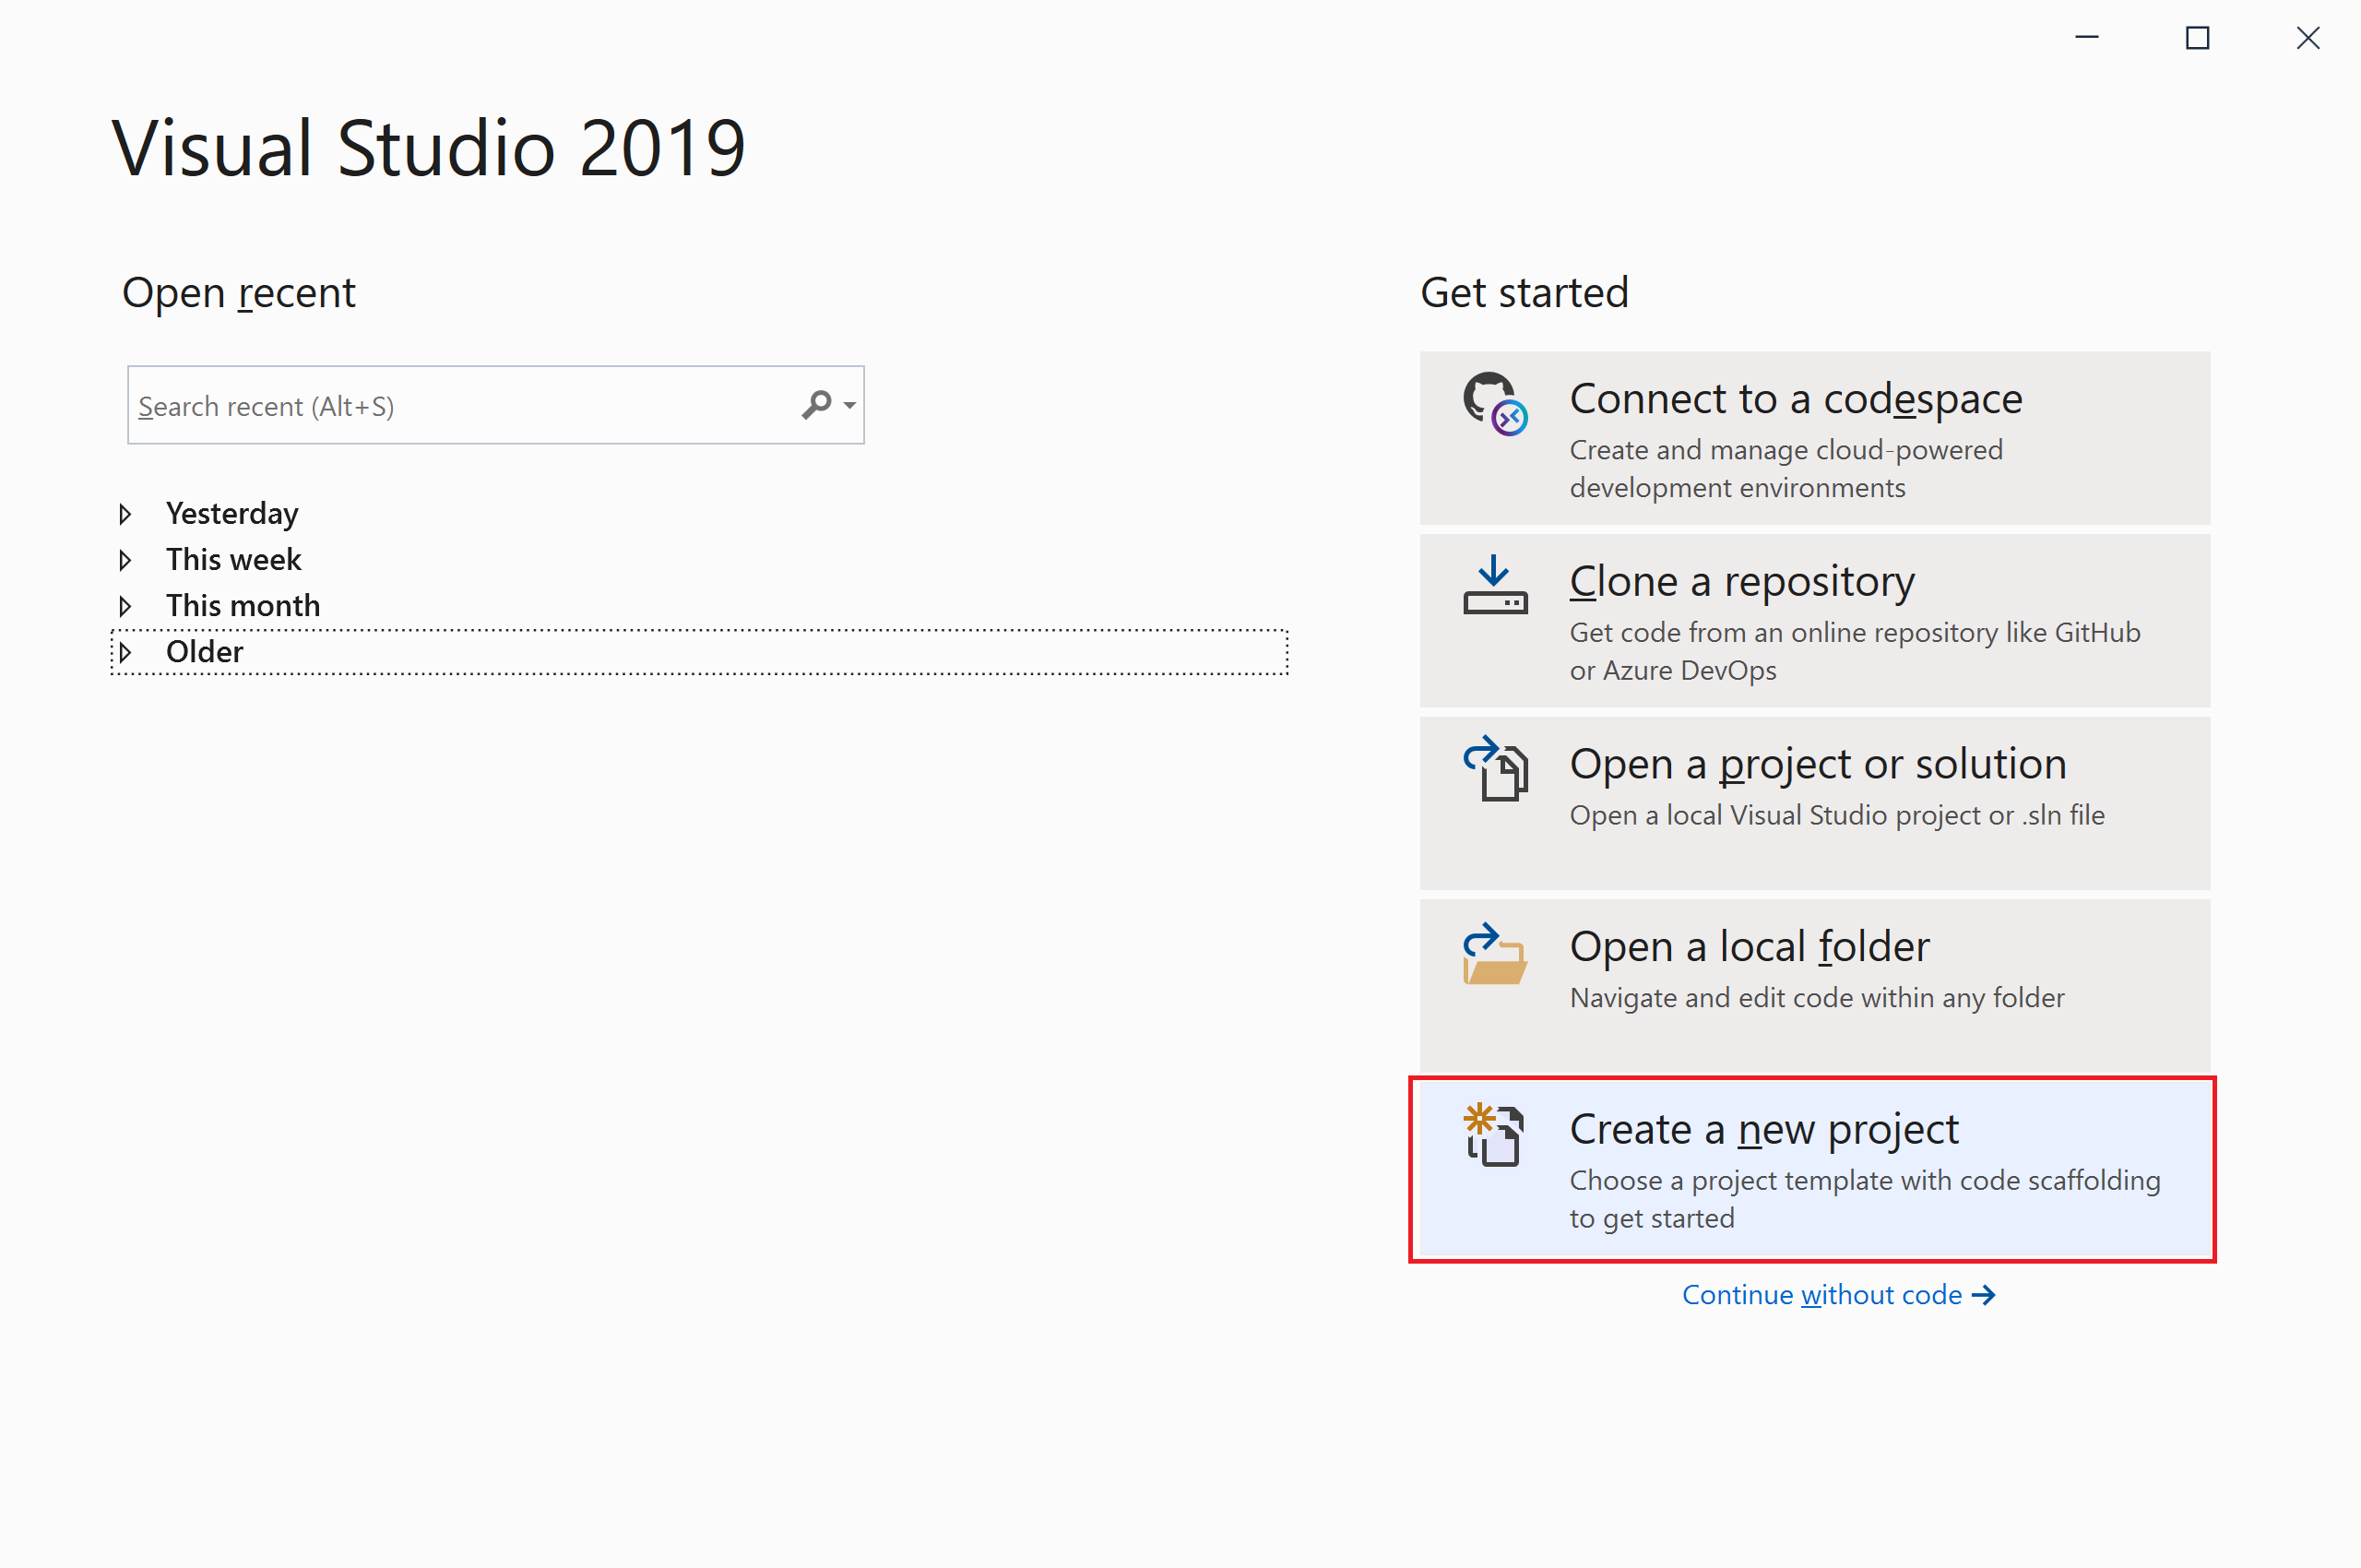 Visual Studio 2019
Open recent
Search recent (Alt+S)
Yesterday
This week
This month
Older
Get started
Connect to a codespace
Create and manage cloud-powered
development environments
Clone a repository
Get code from an online repository like GitHub
or Azure DevOps
Open a project or solution
Open a local Visual Studio project or .sln file
Open a local folder
Navigate and edit code within any folder
Create a new project
Choose a project template with code scaffolding
to get started
Continue without code